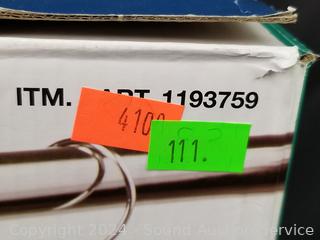 ITM. ART. 1193759
4100
111.
Copyright 2024 - Sound Auction Service